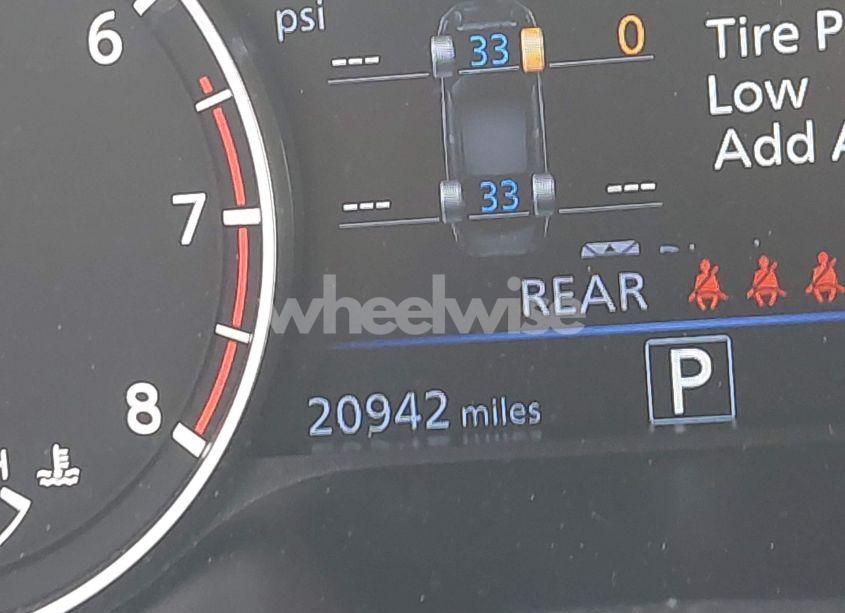 6
psi
--- 33 0
Tire P
Low
Add A
7
--- 33 ---
REAR
wheelwise
P
8
20942 miles
H